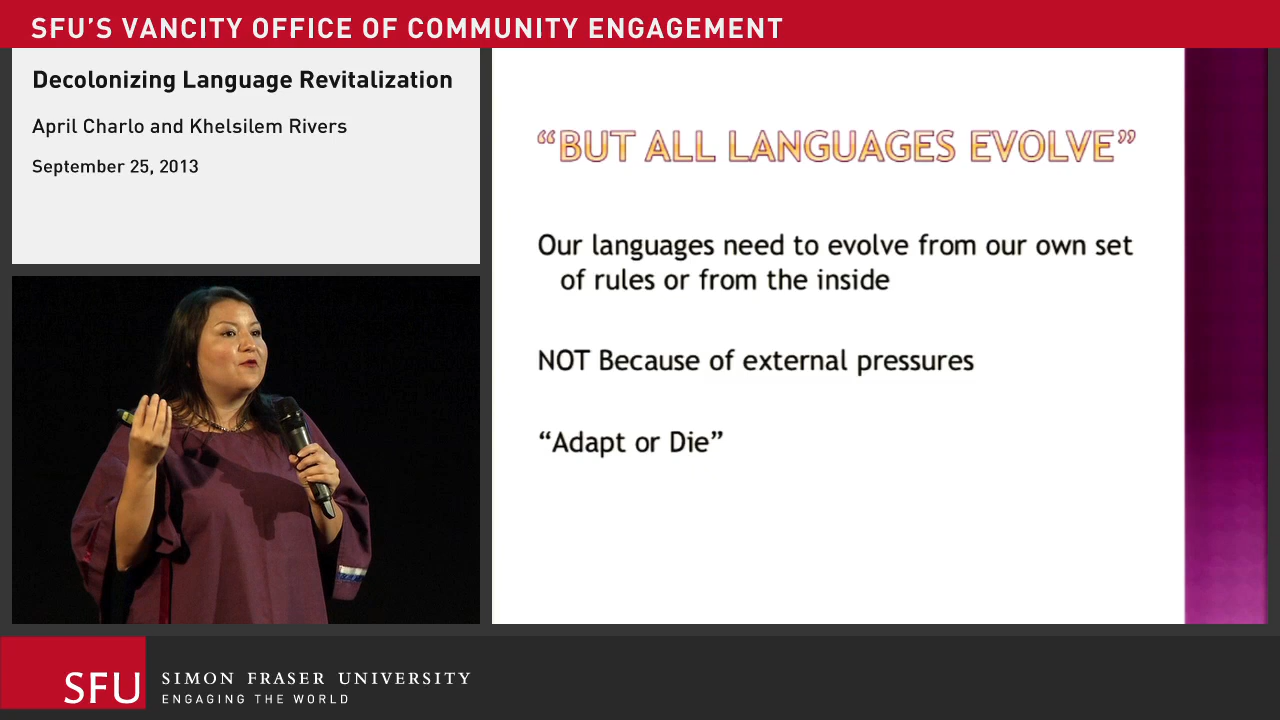 SFU'S VANCITY OFFICE OF COMMUNITY ENGAGEMENT
Decolonizing Language Revitalization
April Charlo and Khelsilem Rivers
September 25, 2013
“BUT ALL LANGUAGES EVOLVE”
Our languages need to evolve from our own set
of rules or from the inside
NOT Because of external pressures
“Adapt or Die”
SFU
SIMON FRASER UNIVERSITY
ENGAGING THE WORLD